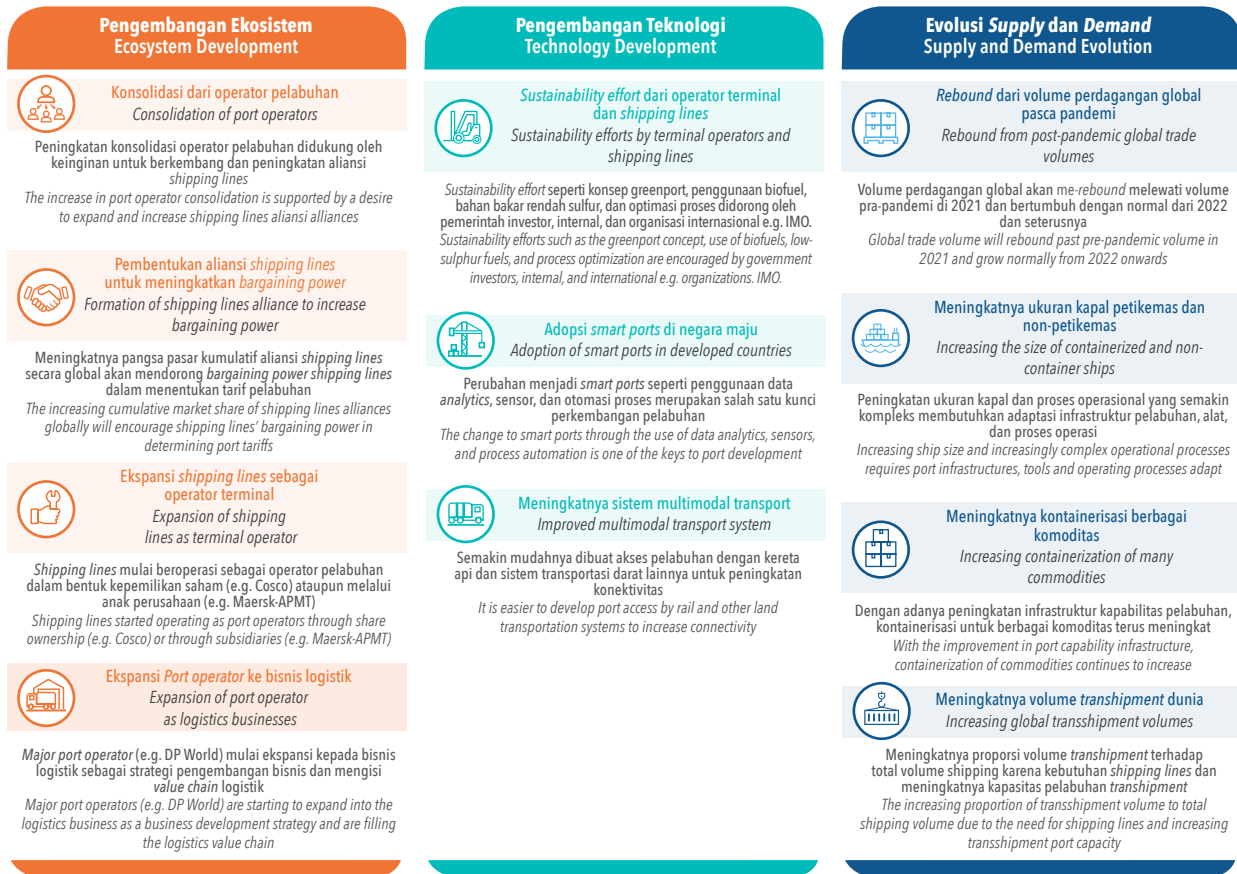 Pengembangan Ekosistem
Ecosystem Development
Konsolidasi dari operator pelabuhan
Consolidation of port operators
Peningkatan konsolidasi operator pelabuhan didukung oleh
keinginan untuk berkembang dan peningkatan aliansi
shipping lines
The increase in port operator consolidation is supported by a desire
to expand and increase shipping lines aliansi alliances
Pembentukan aliansi shipping lines
untuk meningkatkan bargaining power
Formation of shipping lines alliance to increase
bargaining power
Meningkatnya pangsa pasar kumulatif aliansi shipping lines
secara global akan mendorong bargaining power shipping lines
dalam menentukan tarif pelabuhan
The increasing cumulative market share of shipping lines alliances
globally will encourage shipping lines' bargaining power in
determining port tariffs
Ekspansi shipping lines sebagai
operator terminal
Expansion of shipping
lines as terminal operator
Shipping lines mulai beroperasi sebagai operator pelabuhan
dalam bentuk kepemilikan saham (e.g. Cosco) ataupun melalui
anak perusahaan (e.g. Maersk-APMT)
Shipping lines started operating as port operators through share
ownership (e.g. Cosco) or through subsidiaries (e.g. Maersk-APMT)
Ekspansi Port operator ke bisnis logistik
Expansion of port operator
as logistics businesses
Major port operator (e.g. DP World) mulai ekspansi kepada bisnis
logistik sebagai strategi pengembangan bisnis dan mengisi
value chain logistik
Major port operators (e.g. DP World) are starting to expand into the
logistics business as a business development strategy and are filling
the logistics value chain
Pengembangan Teknologi
Technology Development
Sustainability effort dari operator terminal
dan shipping lines
Sustainability efforts by terminal operators and
shipping lines
Sustainability effort seperti konsep greenport, penggunaan biofuel,
bahan bakar rendah sulfur, dan optimasi proses didorong oleh
pemerintah investor, internal, dan organisasi internasional e.g. IMO.
Sustainability efforts such as the greenport concept, use of biofuels, low-
sulphur fuels, and process optimization are encouraged by government
investors, internal, and international e.g. organizations. IMO.
Adopsi smart ports di negara maju
Adoption of smart ports in developed countries
Perubahan menjadi smart ports seperti penggunaan data
analytics, sensor, dan otomasi proses merupakan salah satu kunci
perkembangan pelabuhan
The change to smart ports through the use of data analytics, sensors,
and process automation is one of the keys to port development
Meningkatnya sistem multimodal transport
Improved multimodal transport system
Semakin mudahnya dibuat akses pelabuhan dengan kereta
api dan sistem transportasi darat lainnya untuk peningkatan
konektivitas
It is easier to develop port access by rail and other land
transportation systems to increase connectivity
Evolusi Supply dan Demand
Supply and Demand Evolution
Rebound dari volume perdagangan global
pasca pandemi
Rebound from post-pandemic global trade
volumes
Volume perdagangan global akan me-rebound melewati volume
pra-pandemi di 2021 dan bertumbuh dengan normal dari 2022
dan seterusnya
Global trade volume will rebound past pre-pandemic volume in
2021 and grow normally from 2022 onwards
Meningkatnya ukuran kapal petikemas dan
non-petikemas
Increasing the size of containerized and non-
container ships
Peningkatan ukuran kapal dan proses operasional yang semakin
kompleks membutuhkan adaptasi infrastruktur pelabuhan, alat,
dan proses operasi
Increasing ship size and increasingly complex operational processes
requires port infrastructures, tools and operating processes adapt
Meningkatnya kontainerisasi berbagai
komoditas
Increasing containerization of many
commodities
Dengan adanya peningkatan infrastruktur kapabilitas pelabuhan,
kontainerisasi untuk berbagai komoditas terus meningkat
With the improvement in port capability infrastructure,
containerization of commodities continues to increase
Meningkatnya volume transhipment dunia
Increasing global transshipment volumes
Meningkatnya proporsi volume transhipment terhadap
total volume shipping karena kebutuhan shipping lines dan
meningkatnya kapasitas pelabuhan transhipment
The increasing proportion of transshipment volume to total
shipping volume due to the need for shipping lines and increasing
transshipment port capacity